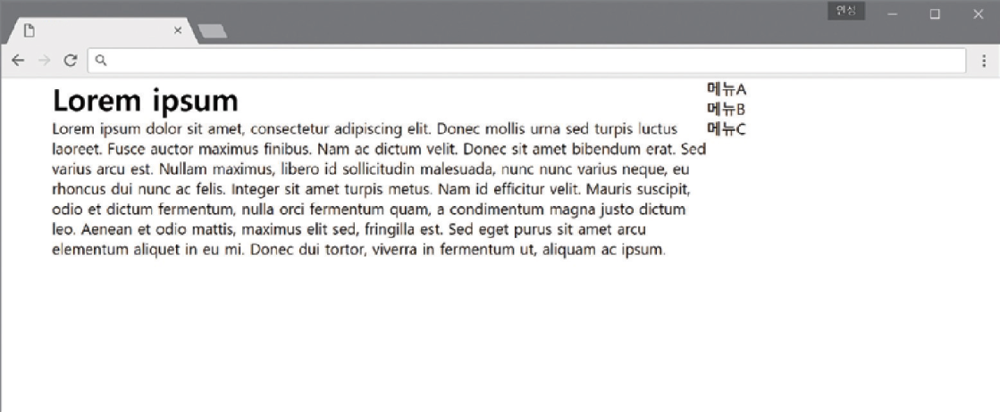 인성
Lorem ipsum
Lorem ipsum dolor sit amet, consectetur adipiscing elit. Donec mollis urna sed turpis luctus
laoreet. Fusce auctor maximus finibus. Nam ac dictum velit. Donec sit amet bibendum erat. Sed
varius arcu est. Nullam maximus, libero id sollicitudin malesuada, nunc nunc varius neque, eu
rhoncus dui nunc ac felis. Integer sit amet turpis metus. Nam id efficitur velit. Mauris suscipit,
odio et dictum fermentum, nulla orci fermentum quam, a condimentum magna justo dictum
leo. Aenean et odio mattis, maximus elit sed, fringilla est. Sed eget purus sit amet arcu
elementum aliquet in eu mi. Donec dui tortor, viverra in fermentum ut, aliquam ac ipsum.
메뉴A
메뉴B
메뉴C